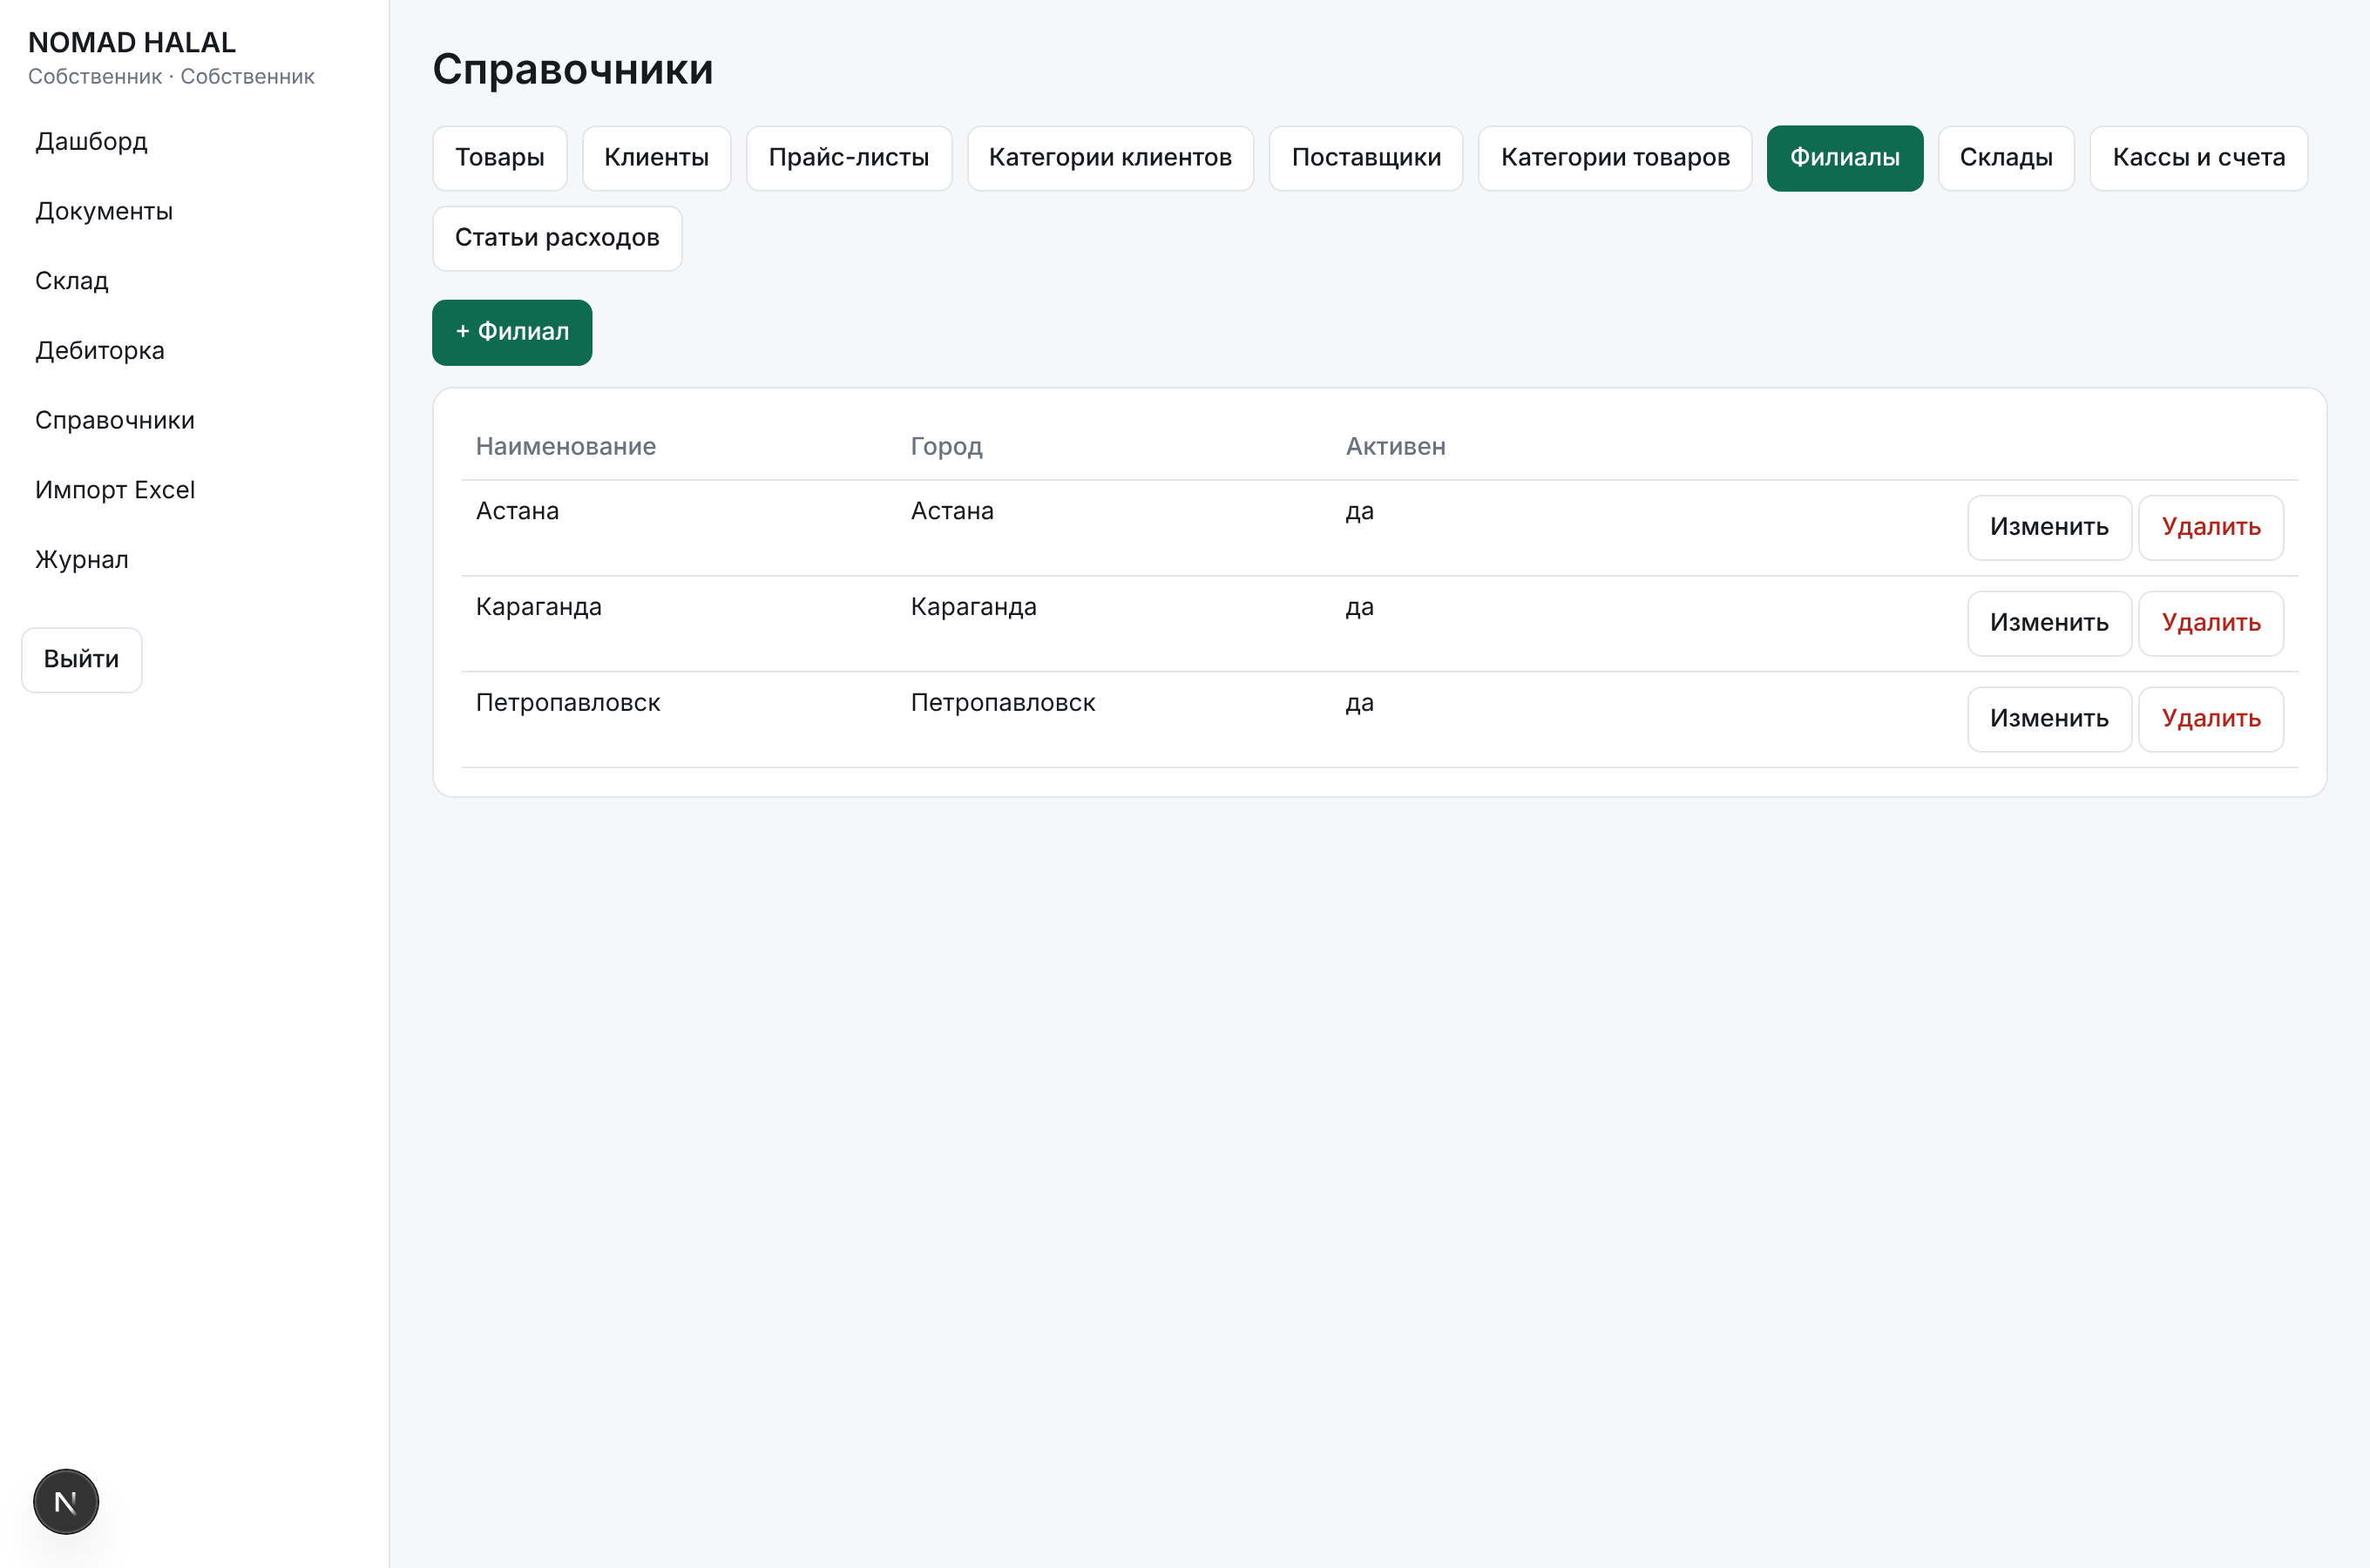 NOMAD HALAL
Собственник · Собственник
Дашборд
Документы
Склад
Дебиторка
Справочники
Импорт Excel
Журнал
Выйти
N
Справочники
Товары Клиенты Прайс-листы Категории клиентов Поставщики Категории товаров Филиалы Склады Кассы и счета
Статьи расходов
+ Филиал
Наименование Город Активен
Астана Астана да Изменить Удалить
Караганда Караганда да Изменить Удалить
Петропавловск Петропавловск да Изменить Удалить